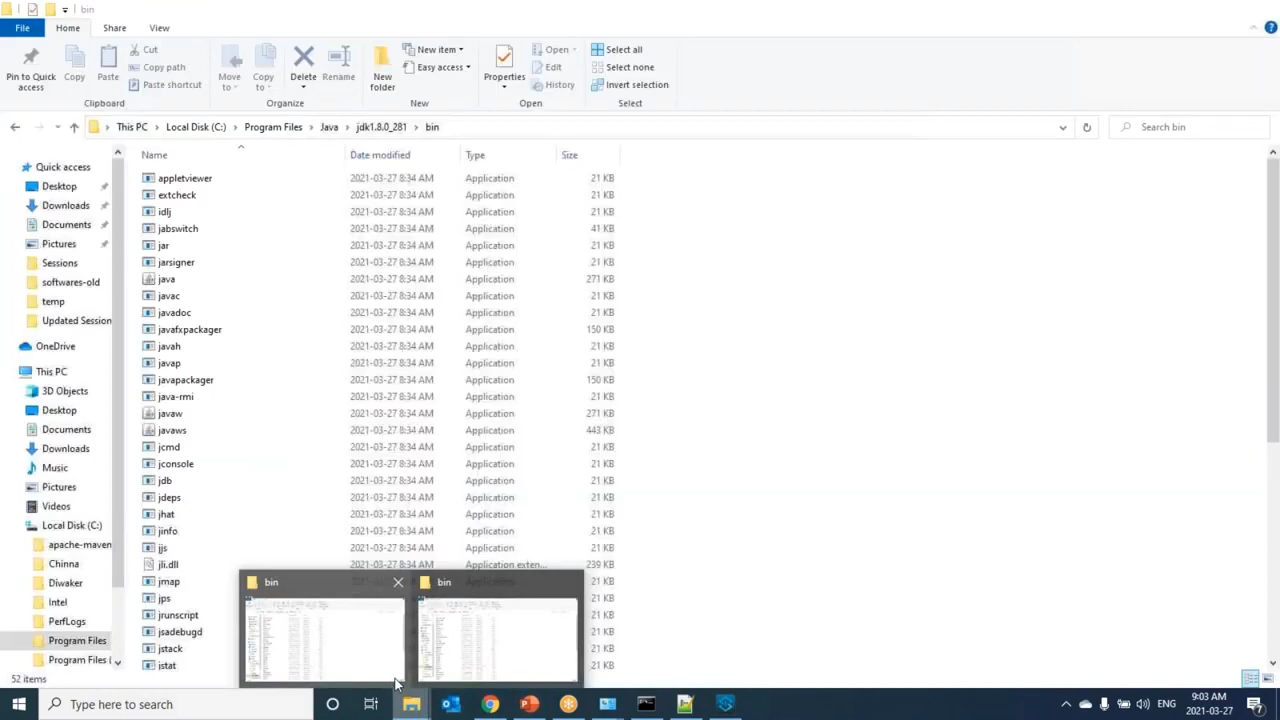 bin
File Home Share View
Pin to Quick access
Copy
Paste
Cut
Copy path
Paste shortcut
Clipboard
Move to
Copy to
Delete
Rename
Organize
New folder
New item
Easy access
New
Properties
Open
Edit
History
Open
Select all
Select none
Invert selection
Select
This PC > Local Disk (C:) > Program Files > Java > jdk1.8.0_281 > bin
Search bin
Quick access
Desktop
Downloads
Documents
Pictures
Sessions
softwares-old
temp
Updated Session
OneDrive
This PC
3D Objects
Desktop
Documents
Downloads
Music
Pictures
Videos
Local Disk (C:)
apache-maven
Chinna
Diwaker
Intel
PerfLogs
Program Files
Program Files (
Name Date modified Type Size
appletviewer 2021-03-27 8:34 AM Application 21 KB
extcheck 2021-03-27 8:34 AM Application 21 KB
idlj 2021-03-27 8:34 AM Application 21 KB
jabswitch 2021-03-27 8:34 AM Application 41 KB
jar 2021-03-27 8:34 AM Application 21 KB
jarsigner 2021-03-27 8:34 AM Application 21 KB
java 2021-03-27 8:34 AM Application 271 KB
javac 2021-03-27 8:34 AM Application 21 KB
javadoc 2021-03-27 8:34 AM Application 21 KB
javafxpackager 2021-03-27 8:34 AM Application 150 KB
javah 2021-03-27 8:34 AM Application 21 KB
javap 2021-03-27 8:34 AM Application 21 KB
javapackager 2021-03-27 8:34 AM Application 150 KB
java-rmi 2021-03-27 8:34 AM Application 21 KB
javaw 2021-03-27 8:34 AM Application 271 KB
javaws 2021-03-27 8:34 AM Application 443 KB
jcmd 2021-03-27 8:34 AM Application 21 KB
jconsole 2021-03-27 8:34 AM Application 21 KB
jdb 2021-03-27 8:34 AM Application 21 KB
jdeps 2021-03-27 8:34 AM Application 21 KB
jhat 2021-03-27 8:34 AM Application 21 KB
jinfo 2021-03-27 8:34 AM Application 21 KB
jjs 2021-03-27 8:34 AM Application 21 KB
jli.dll 2021-03-27 8:34 AM Application exten... 239 KB
jmap 21 KB
jps 21 KB
jrunscript 21 KB
jsadebugd 21 KB
jstack 21 KB
jstat 21 KB
bin
bin
52 items
Type here to search
ENG
9:03 AM
2021-03-27